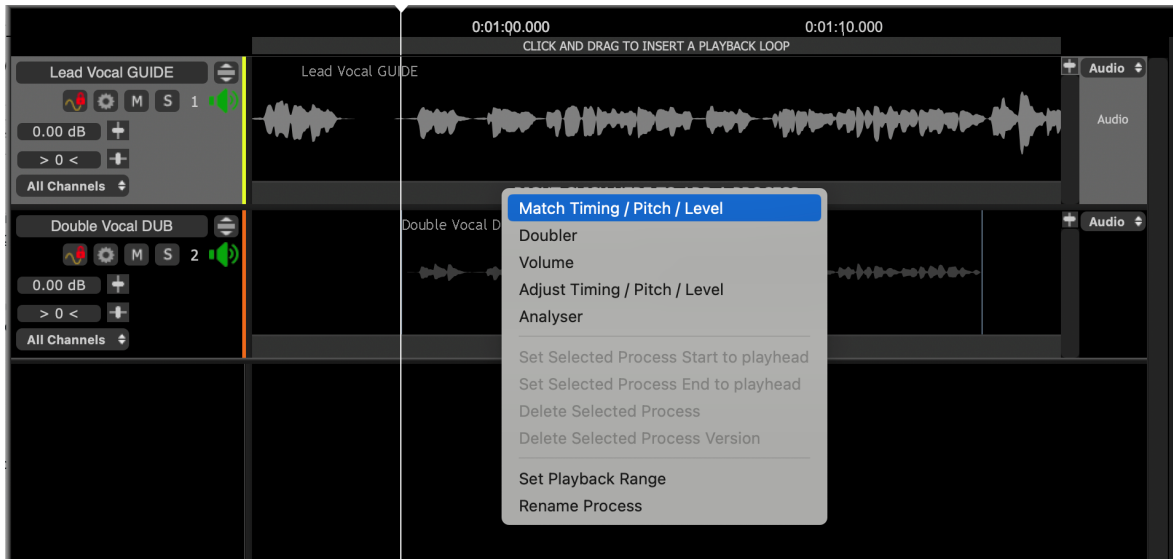 0:01:00.000
0:01:10.000
CLICK AND DRAG TO INSERT A PLAYBACK LOOP
Lead Vocal GUIDE
M S 1
0.00 dB
> 0 <
All Channels
Lead Vocal GUIDE
Audio
Audio
Double Vocal DUB
M S 2
0.00 dB
> 0 <
All Channels
Double Vocal D
Audio
Match Timing / Pitch / Level
Doubler
Volume
Adjust Timing / Pitch / Level
Analyser
Set Selected Process Start to playhead
Set Selected Process End to playhead
Delete Selected Process
Delete Selected Process Version
Set Playback Range
Rename Process